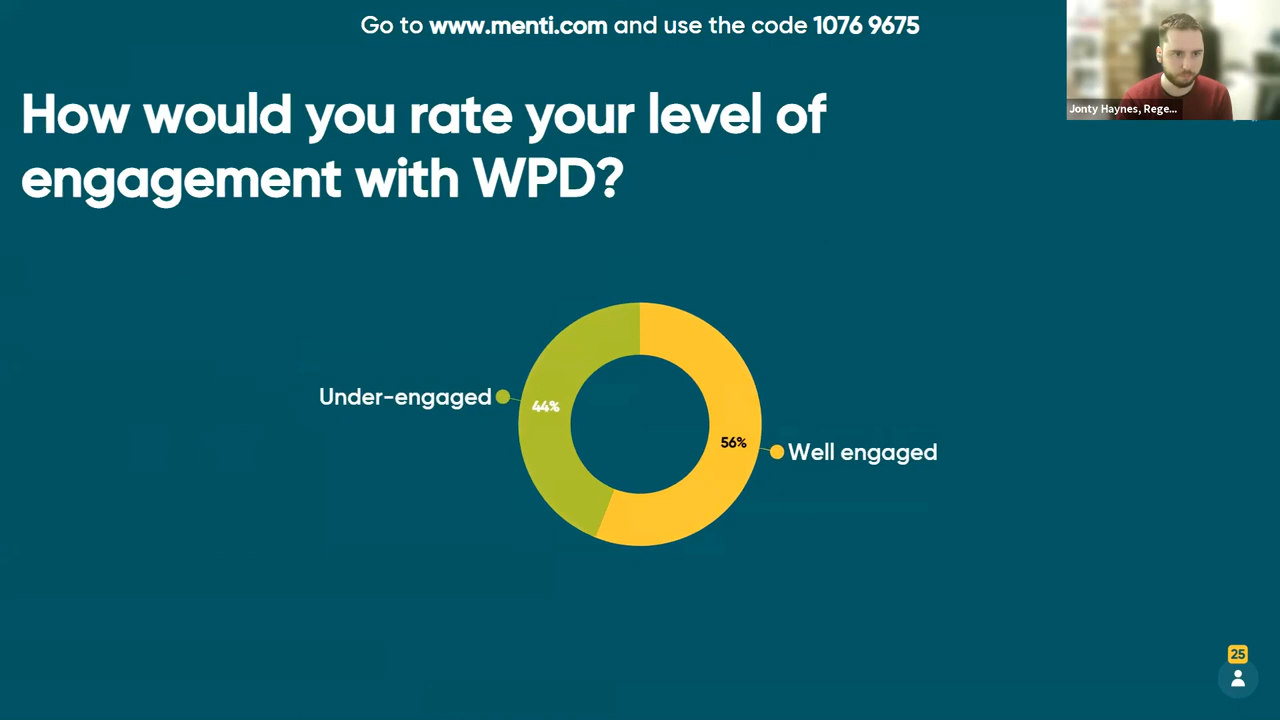 Go to www.menti.com and use the code 1076 9675
Jonty Haynes, Rege...
How would you rate your level of
engagement with WPD?
Under-engaged
44%
56%
Well engaged
25